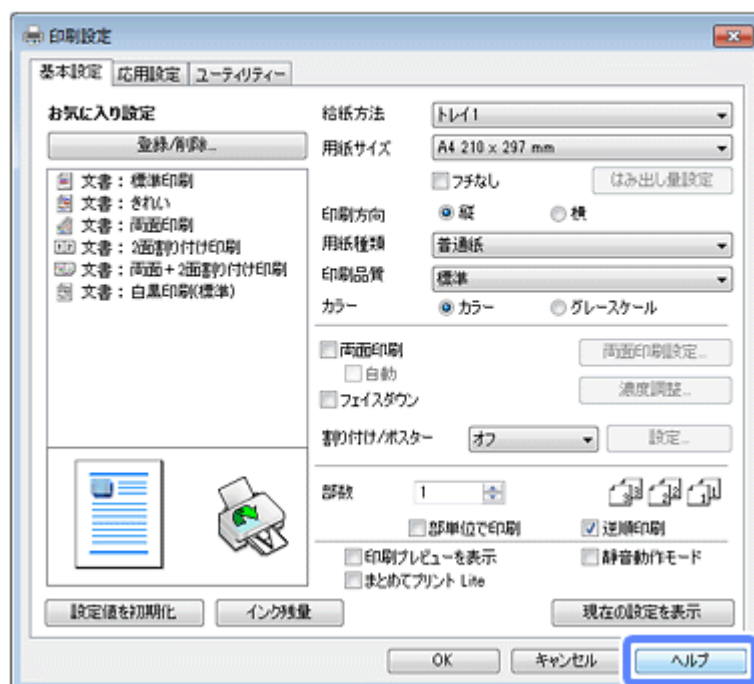 印刷設定
基本設定 応用設定 ユーティリティー
お気に入り設定
登録/削除...
文書：標準印刷
文書：きれい
文書：両面印刷
文書：2面割り付け印刷
文書：両面＋2面割り付け印刷
文書：白黒印刷(標準)
給紙方法 トレイ1
用紙サイズ A4 210 x 297 mm
フチなし はみ出し量設定
印刷方向 縦 横
用紙種類 普通紙
印刷品質 標準
カラー カラー グレースケール
両面印刷 両面印刷設定...
自動
濃度調整...
フェイスダウン
割り付け/ポスター オフ 設定...
部数 1
部単位で印刷 逆順印刷
印刷プレビューを表示 静音動作モード
まとめてプリント Lite
設定値を初期化 インク残量 現在の設定を表示
OK キャンセル ヘルプ